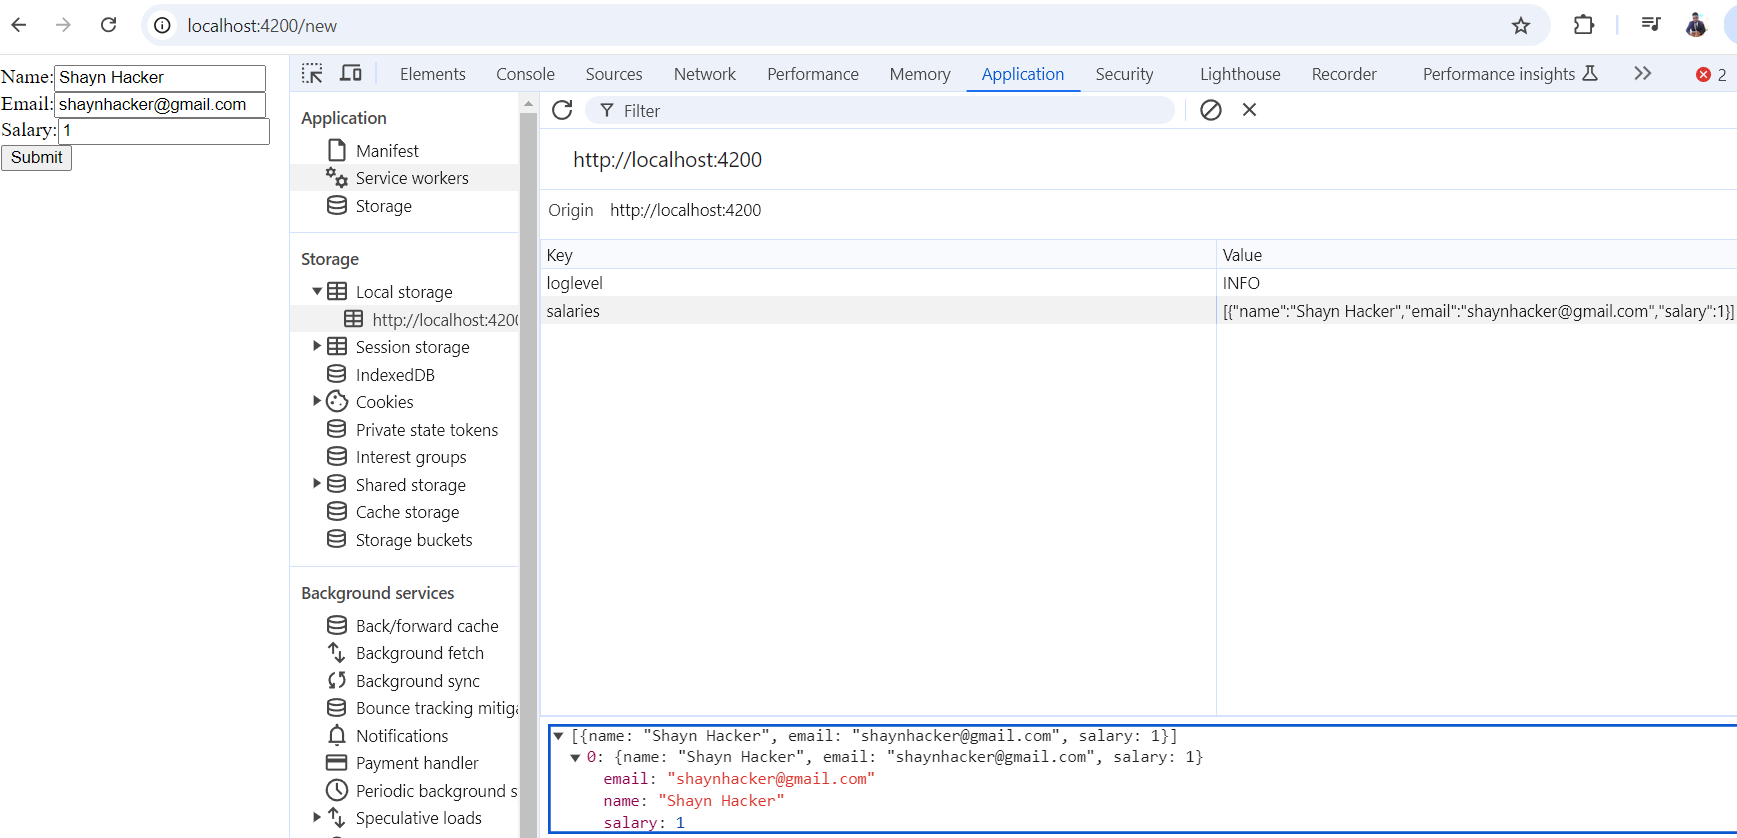 localhost:4200/new
Name: Shayn Hacker
Email: shaynhacker@gmail.com
Salary: 1
Submit
Elements Console Sources Network Performance Memory Application Security Lighthouse Recorder Performance insights 2
Application
Manifest
Service workers
Storage
Storage
Local storage
http://localhost:4200
Session storage
IndexedDB
Cookies
Private state tokens
Interest groups
Shared storage
Cache storage
Storage buckets
Background services
Back/forward cache
Background fetch
Background sync
Bounce tracking mitiga
Notifications
Payment handler
Periodic background s
Speculative loads
Filter
http://localhost:4200
Origin http://localhost:4200
Key Value
loglevel INFO
salaries [{"name":"Shayn Hacker","email":"shaynhacker@gmail.com","salary":1}]
[{name: "Shayn Hacker", email: "shaynhacker@gmail.com", salary: 1}]
0: {name: "Shayn Hacker", email: "shaynhacker@gmail.com", salary: 1}
email: "shaynhacker@gmail.com"
name: "Shayn Hacker"
salary: 1